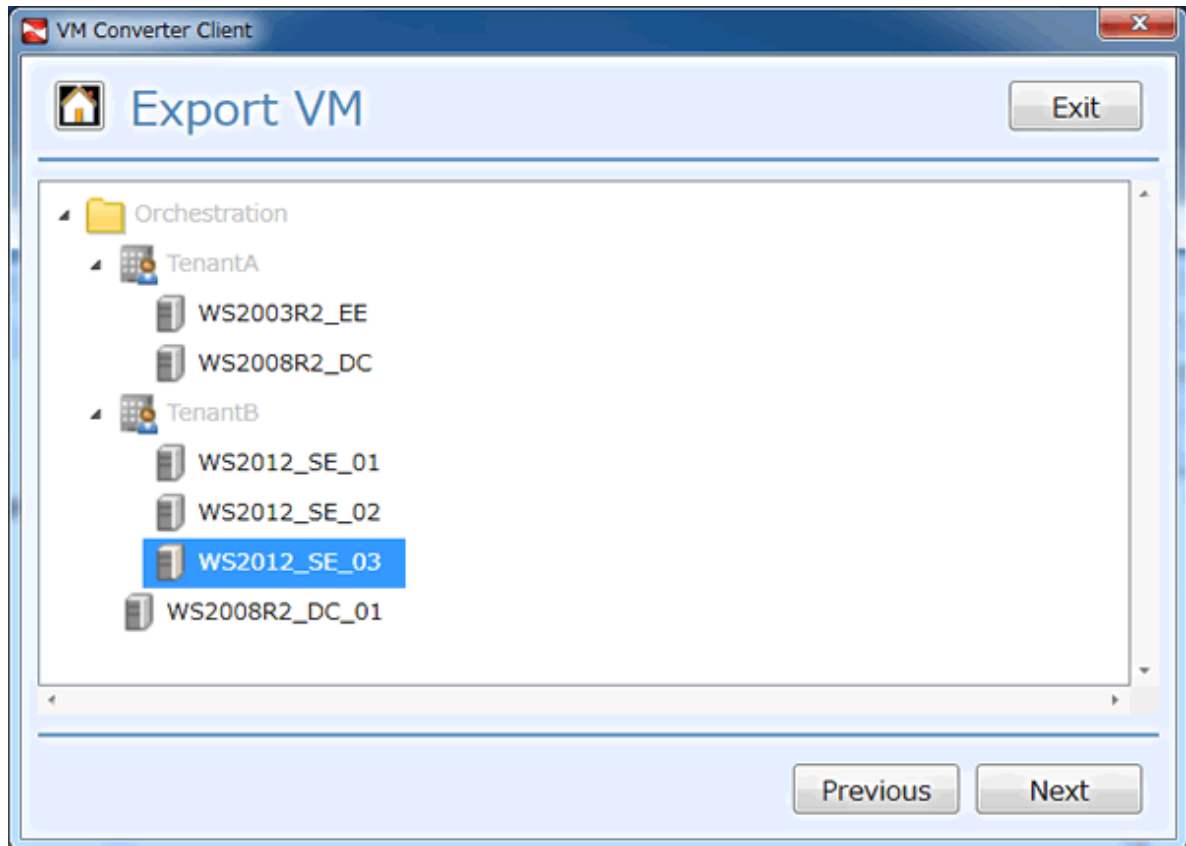 VM Converter Client
Export VM
Exit
Orchestration
TenantA
WS2003R2_EE
WS2008R2_DC
TenantB
WS2012_SE_01
WS2012_SE_02
WS2012_SE_03
WS2008R2_DC_01
Previous Next